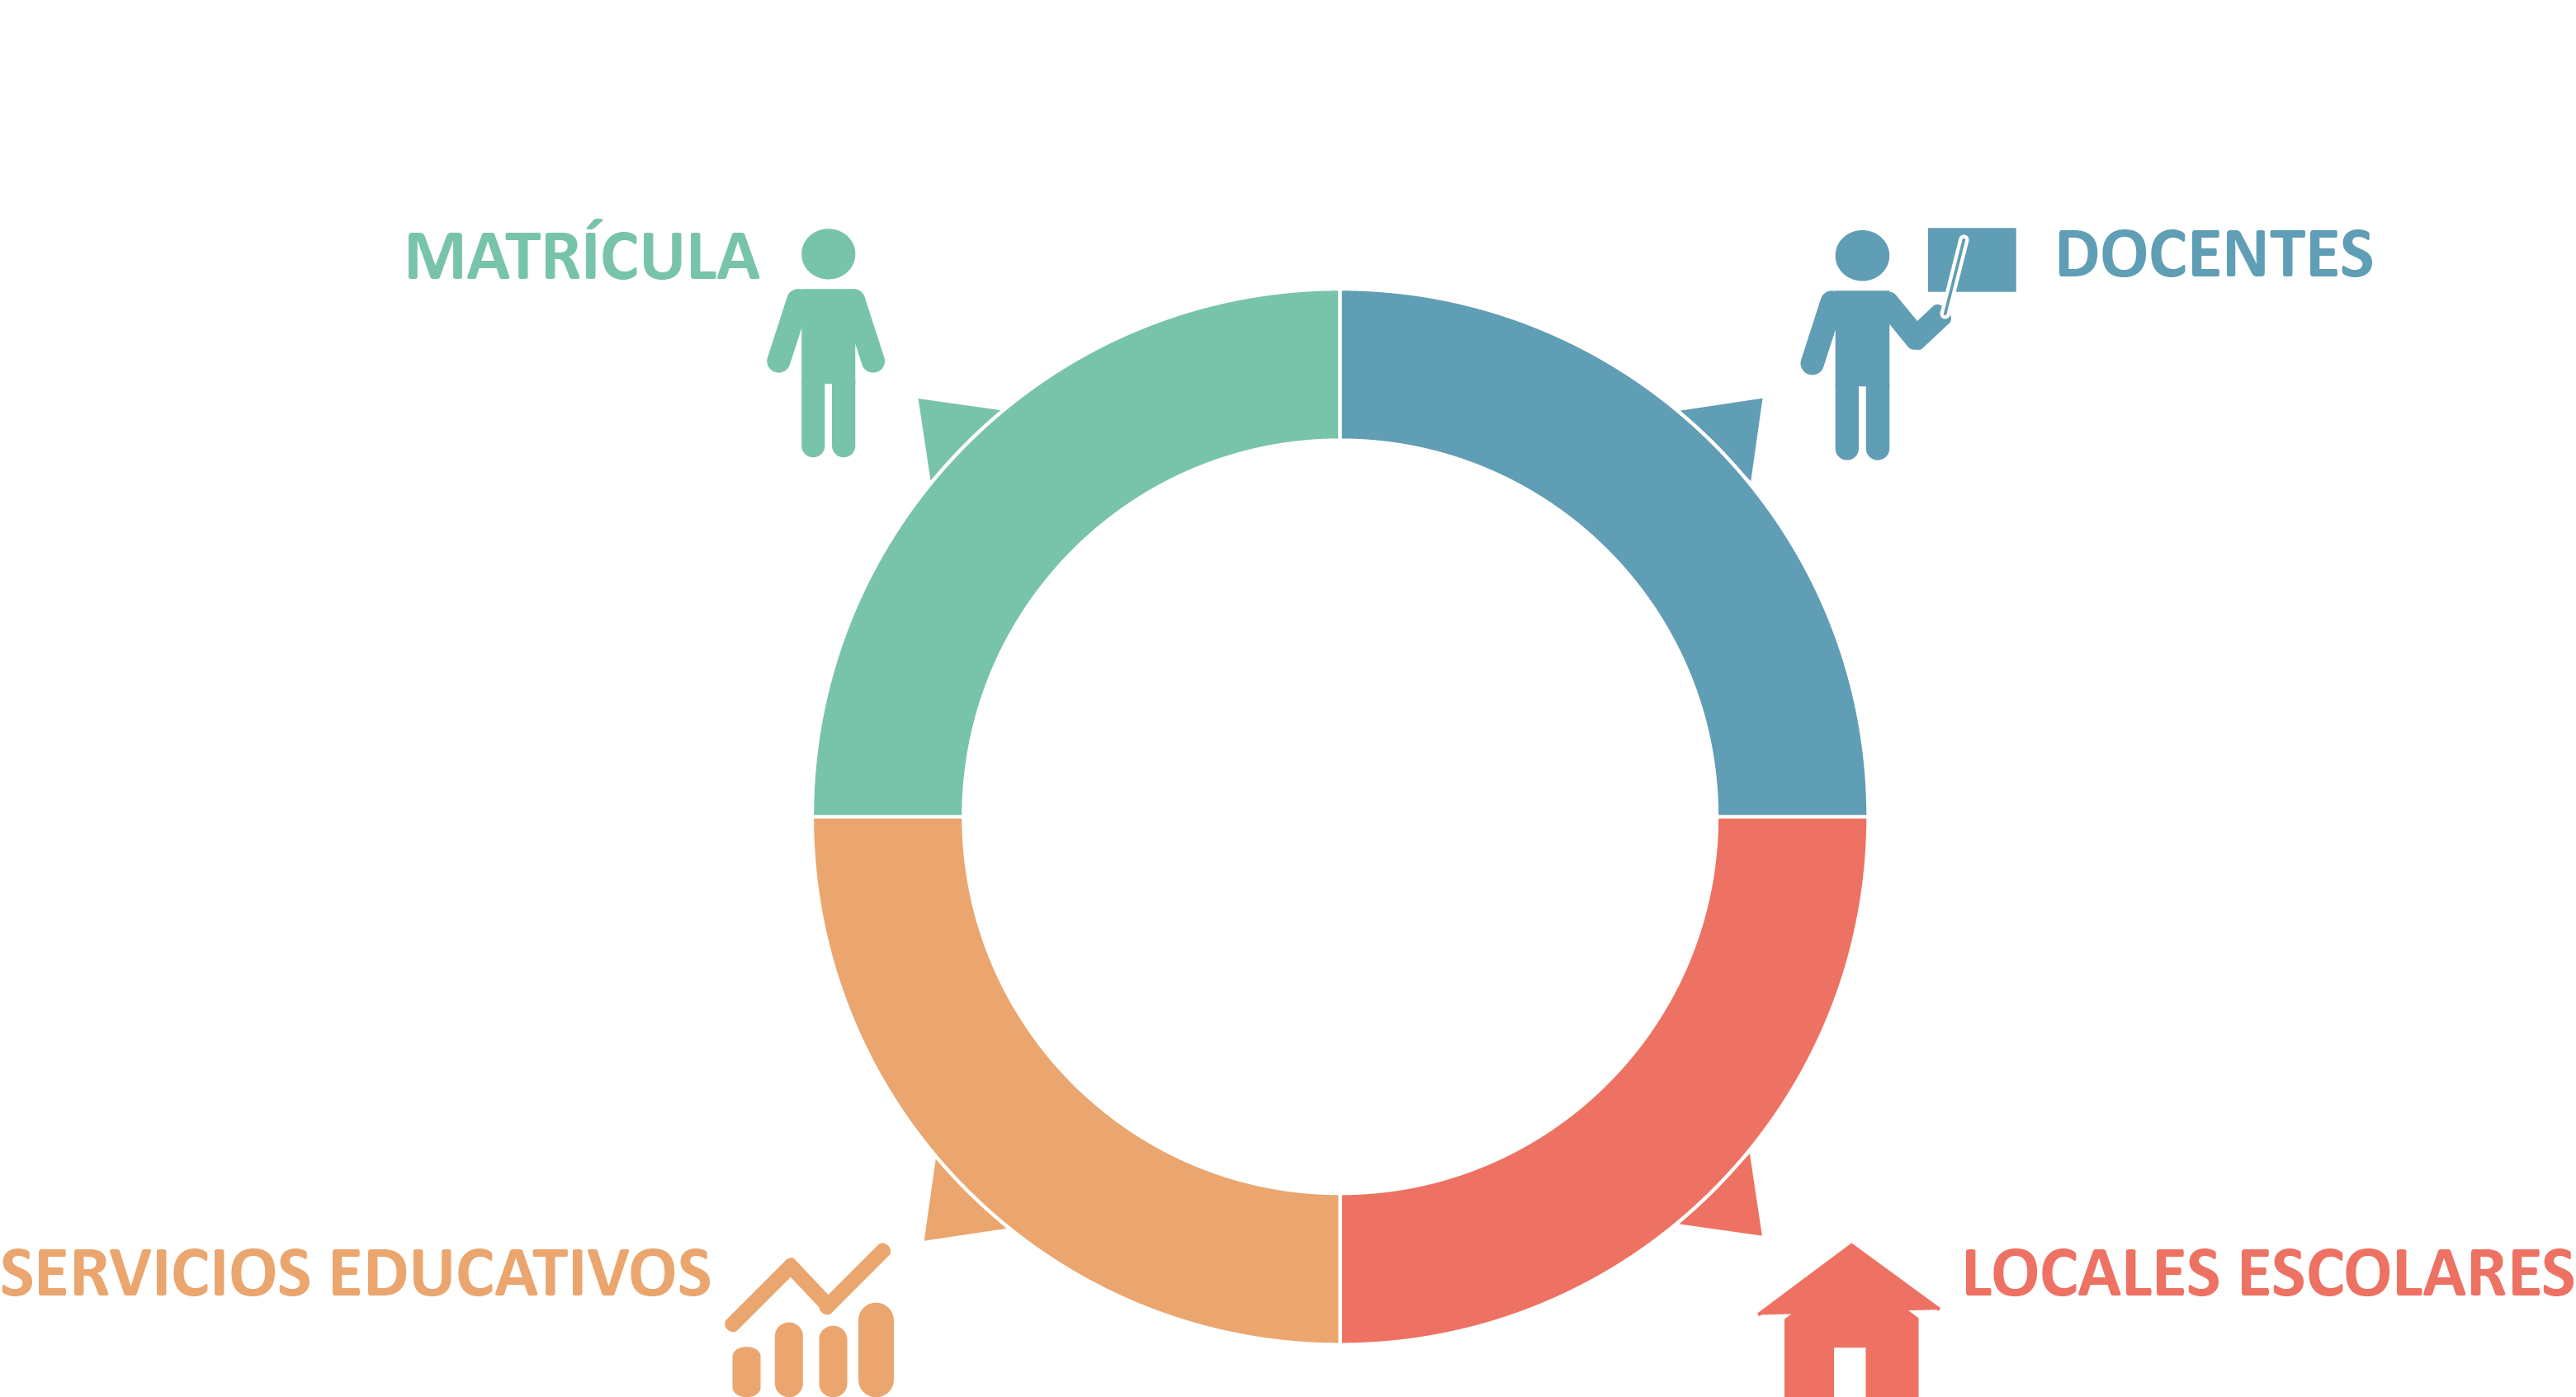 MATRÍCULA
DOCENTES
SERVICIOS EDUCATIVOS
LOCALES ESCOLARES